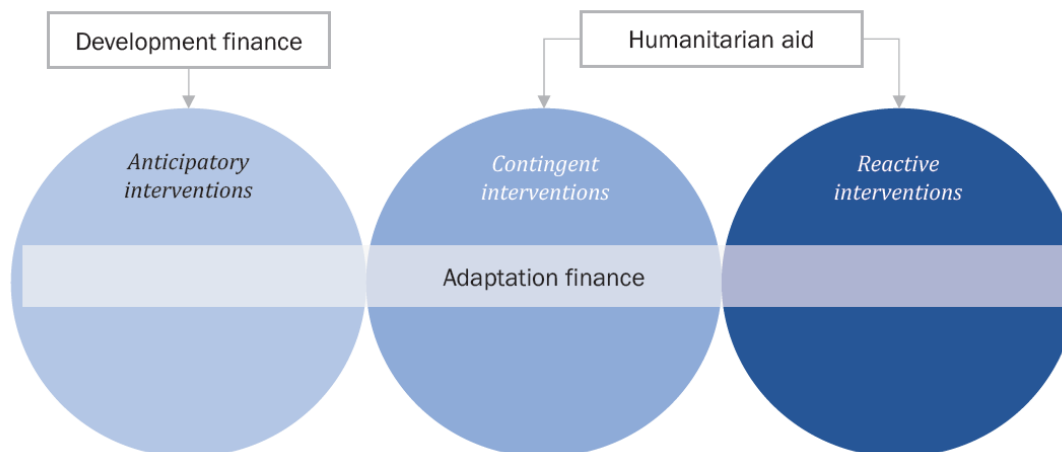 Development finance
Humanitarian aid
Anticipatory
interventions
Contingent
interventions
Reactive
interventions
Adaptation finance